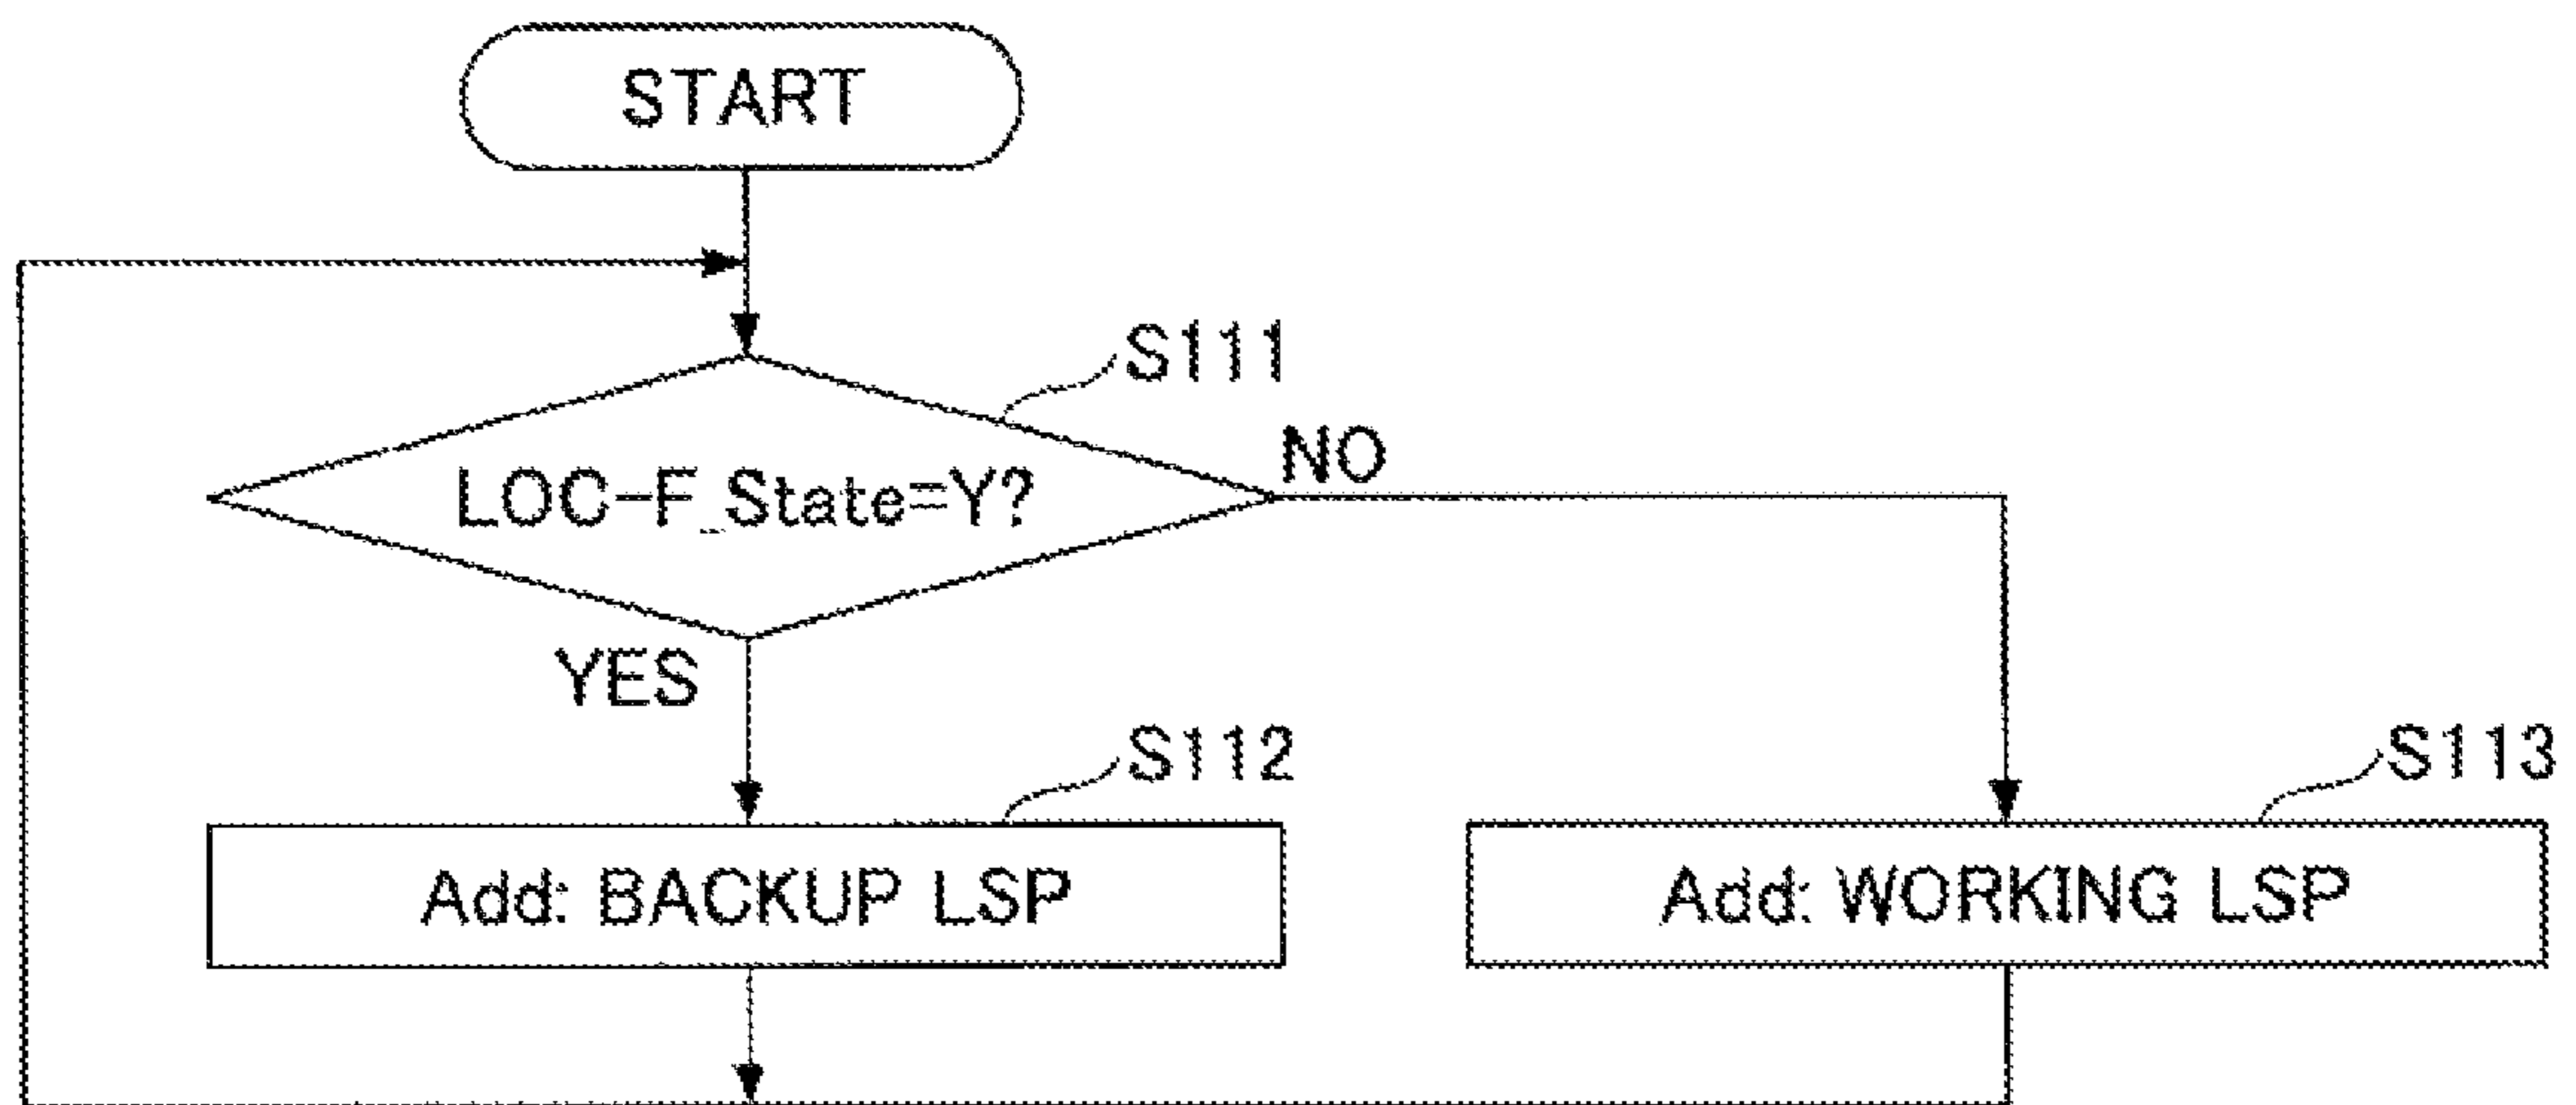 START
S111
NO
LOC-F_State=Y?
YES
S112
S113
Add: BACKUP LSP
Add: WORKING LSP